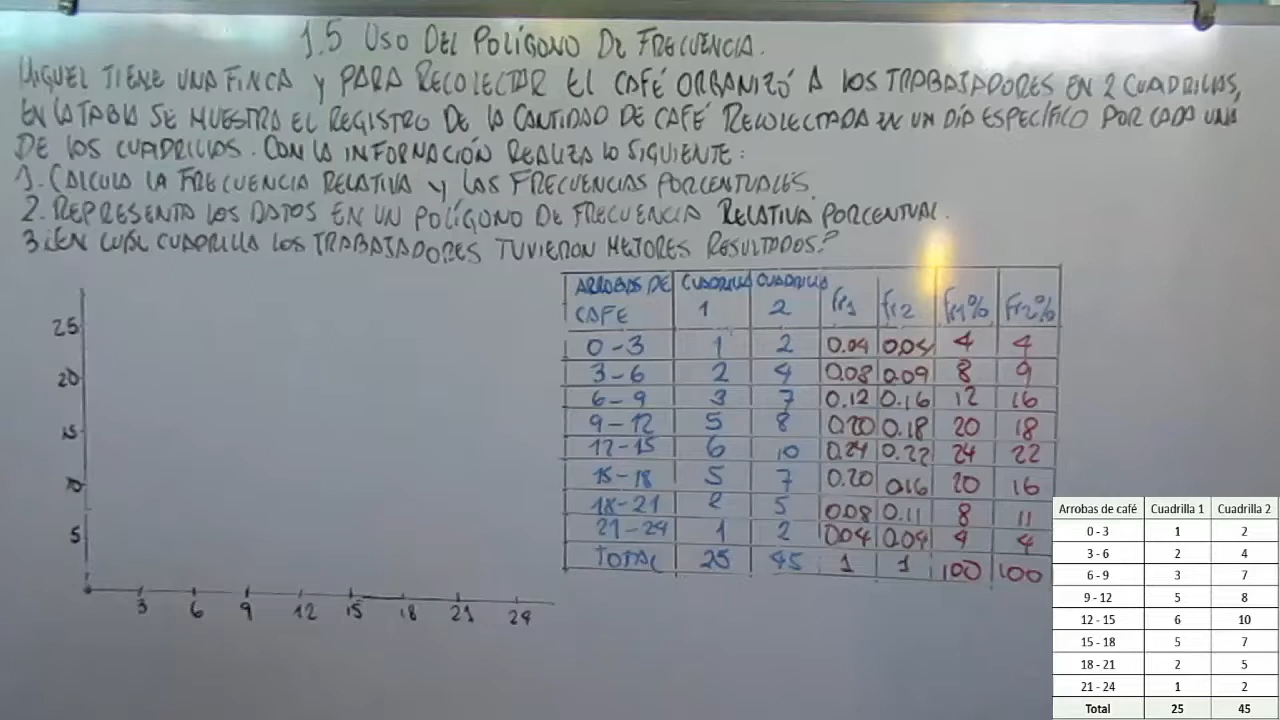 1.5 USO DEL POLÍGONO DE FRECUENCIA.
MIGUEL TIENE UNA FINCA Y PARA RECOLECTAR EL CAFÉ ORGANIZÓ A LOS TRABAJADORES EN 2 CUADRILLAS,
EN LA TABLA SE MUESTRA EL REGISTRO DE LA CANTIDAD DE CAFÉ RECOLECTADA EN UN DÍA ESPECÍFICO POR CADA UNA
DE LAS CUADRILLAS. CON LA INFORMACIÓN REALIZA LO SIGUIENTE:
1. CALCULA LA FRECUENCIA RELATIVA Y LAS FRECUENCIAS PORCENTUALES.
2. REPRESENTA LOS DATOS EN UN POLÍGONO DE FRECUENCIA RELATIVA PORCENTUAL.
3. ¿EN CUÁL CUADRILLA LOS TRABAJADORES TUVIERON MEJORES RESULTADOS?
25
20
15
10
5
3 6 9 12 15 18 21 24
ARROBAS DE CUADRILLA CUADRILLA
CAFE 1 2 fr1 fr2 fr1% fr2%
0-3 1 2 0.04 0.04 4 4
3-6 2 4 0.08 0.09 8 9
6-9 3 7 0.12 0.16 12 16
9-12 5 8 0.20 0.18 20 18
12-15 6 10 0.24 0.22 24 22
15-18 5 7 0.20 0.16 20 16
18-21 2 5 0.08 0.11 8 11
21-24 1 2 0.04 0.04 4 4
TOTAL 25 45 1 1 100 100
Arrobas de café Cuadrilla 1 Cuadrilla 2
0 - 3 1 2
3 - 6 2 4
6 - 9 3 7
9 - 12 5 8
12 - 15 6 10
15 - 18 5 7
18 - 21 2 5
21 - 24 1 2
Total 25 45